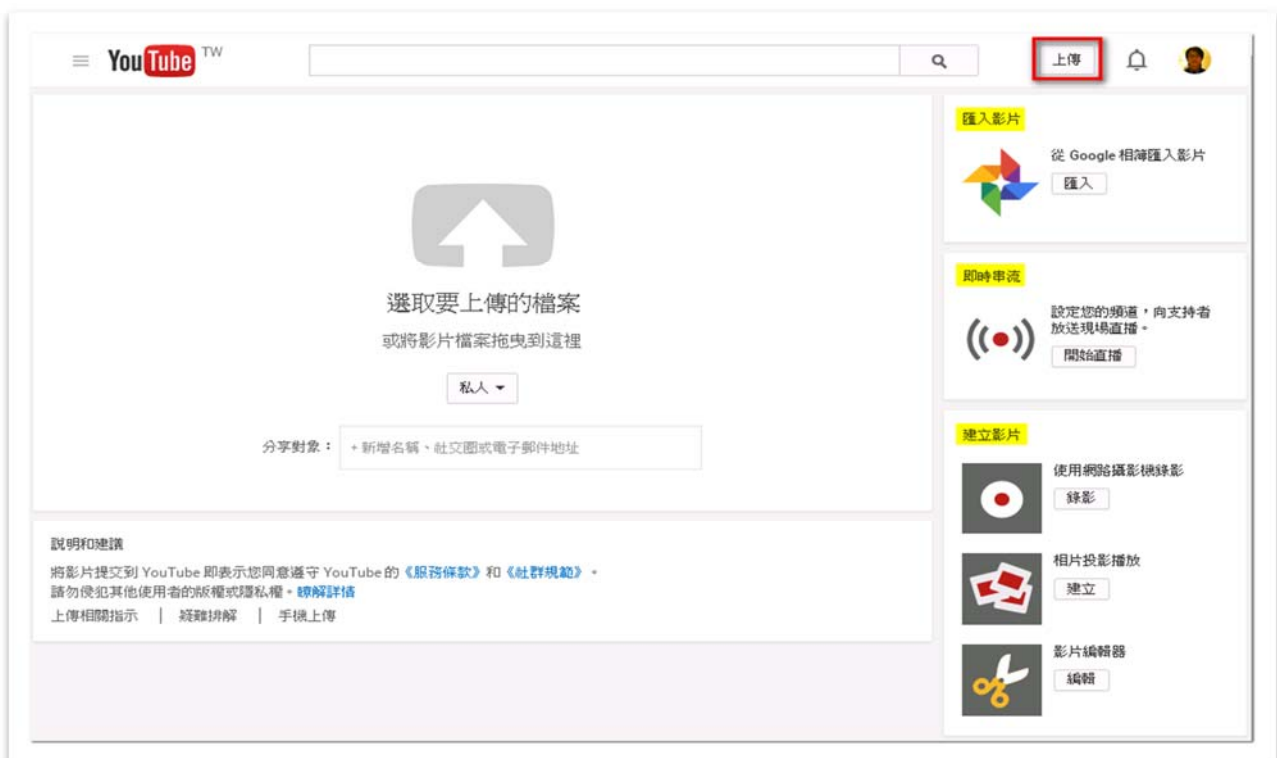 YouTube TW
上傳
選取要上傳的檔案
或將影片檔案拖曳到這裡
私人
分享對象：
+ 新增名稱、社交圈或電子郵件地址
說明和建議
將影片提交到 YouTube 即表示您同意遵守 YouTube 的《服務條款》和《社群規範》。
請勿侵犯其他使用者的版權或隱私權。瞭解詳情
上傳相關指示 | 疑難排解 | 手機上傳
匯入影片
從 Google 相簿匯入影片
匯入
即時串流
設定您的頻道，向支持者
放送現場直播。
開始直播
建立影片
使用網路攝影機錄影
錄影
相片投影播放
建立
影片編輯器
編輯